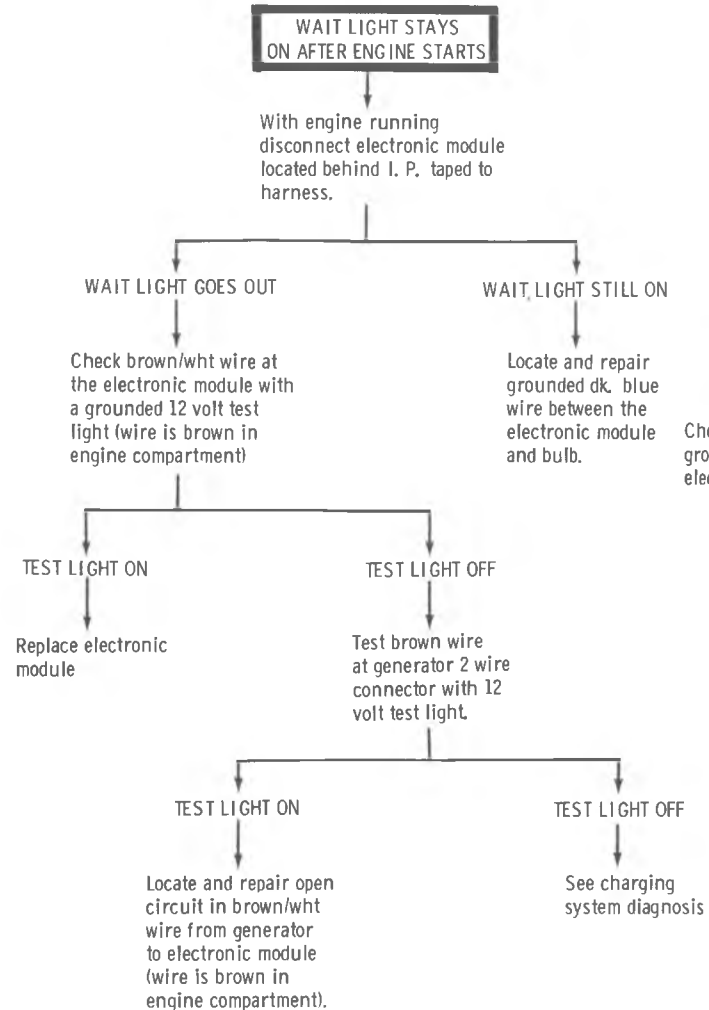 WAIT LIGHT STAYS
ON AFTER ENGINE STARTS
With engine running
disconnect electronic module
located behind I. P. taped to
harness.
WAIT LIGHT GOES OUT
WAIT LIGHT STILL ON
Check brown/wht wire at
the electronic module with
a grounded 12 volt test
light (wire is brown in
engine compartment)
Locate and repair
grounded dk. blue
wire between the
electronic module
and bulb.
TEST LIGHT ON
TEST LIGHT OFF
Replace electronic
module
Test brown wire
at generator 2 wire
connector with 12
volt test light.
TEST LIGHT ON
TEST LIGHT OFF
Locate and repair open
circuit in brown/wht
wire from generator
to electronic module
(wire is brown in
engine compartment).
See charging
system diagnosis